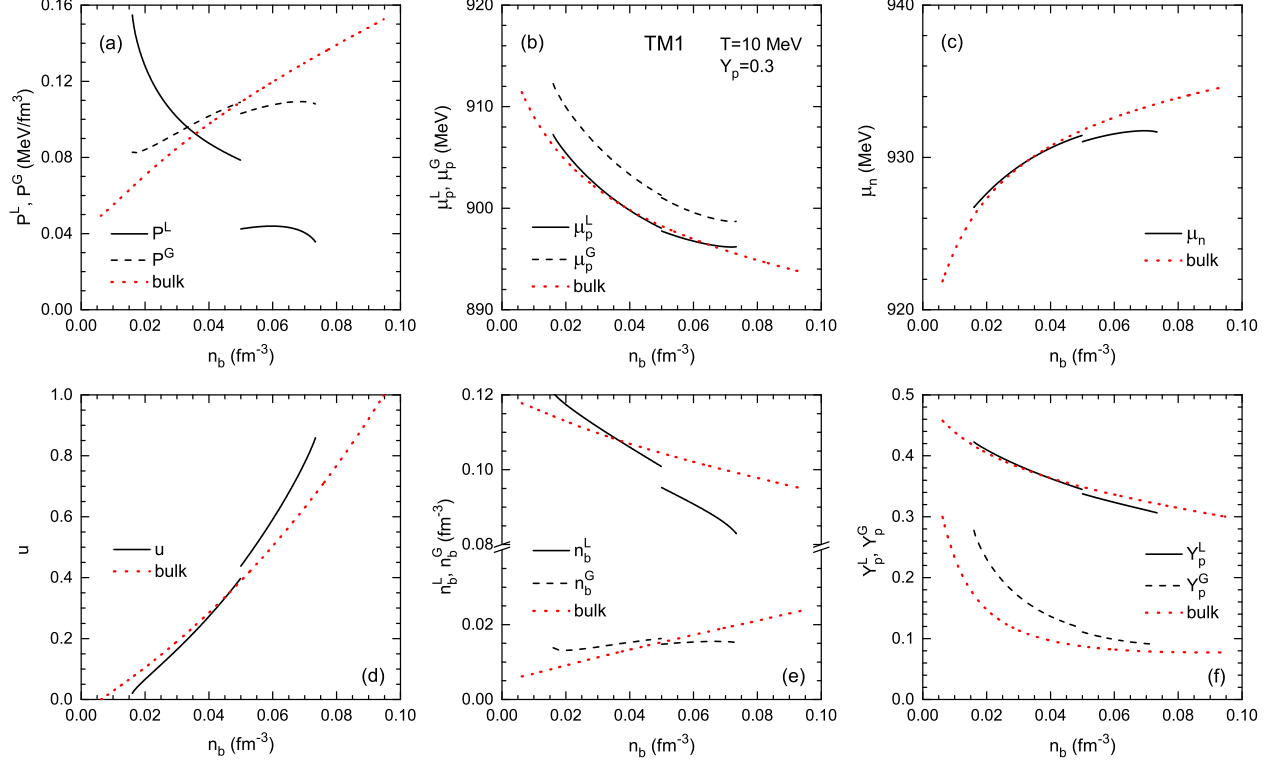 (a)
P^L, P^G (MeV/fm^3)
0.16
0.12
0.08
0.04
0.00
P^L
P^G
bulk
0.00 0.02 0.04 0.06 0.08 0.10
n_b (fm^-3)
(b)
TM1
T=10 MeV
Y_p=0.3
μ_p^L, μ_p^G (MeV)
920
910
900
890
μ_p^L
μ_p^G
bulk
0.00 0.02 0.04 0.06 0.08 0.10
n_b (fm^-3)
(c)
μ_n (MeV)
940
930
920
μ_n
bulk
0.00 0.02 0.04 0.06 0.08 0.10
n_b (fm^-3)
(d)
u
1.0
0.8
0.6
0.4
0.2
0.0
u
bulk
0.00 0.02 0.04 0.06 0.08 0.10
n_b (fm^-3)
(e)
n_b^L, n_b^G (fm^-3)
0.12
0.10
0.08
0.02
0.00
n_b^L
n_b^G
bulk
0.00 0.02 0.04 0.06 0.08 0.10
n_b (fm^-3)
(f)
Y_p^L, Y_p^G
0.5
0.4
0.3
0.2
0.1
0.0
Y_p^L
Y_p^G
bulk
0.00 0.02 0.04 0.06 0.08 0.10
n_b (fm^-3)